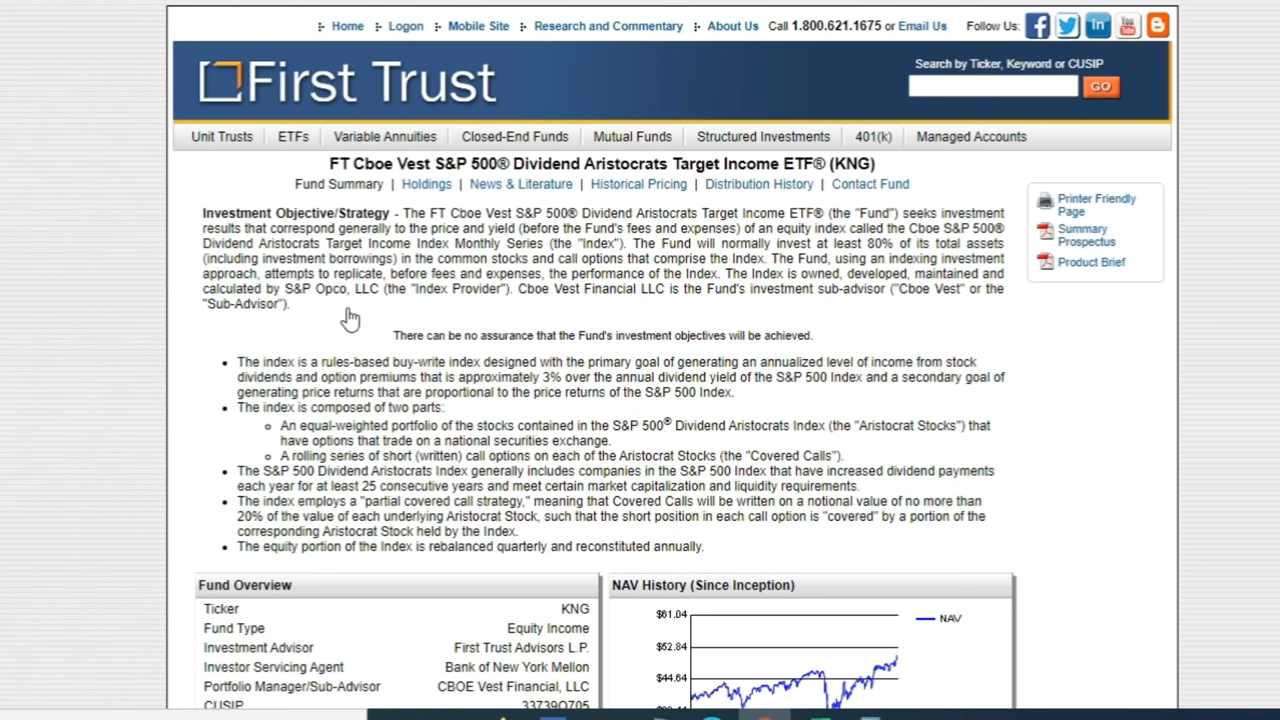 Home Logon Mobile Site Research and Commentary About Us Call 1.800.621.1675 or Email Us Follow Us:
First Trust
Search by Ticker, Keyword or CUSIP
GO
Unit Trusts ETFs Variable Annuities Closed-End Funds Mutual Funds Structured Investments 401(k) Managed Accounts
FT Cboe Vest S&P 500® Dividend Aristocrats Target Income ETF® (KNG)
Fund Summary | Holdings | News & Literature | Historical Pricing | Distribution History | Contact Fund
Printer Friendly
Page
Summary
Prospectus
Product Brief
Investment Objective/Strategy - The FT Cboe Vest S&P 500® Dividend Aristocrats Target Income ETF® (the "Fund") seeks investment
results that correspond generally to the price and yield (before the Fund's fees and expenses) of an equity index called the Cboe S&P 500®
Dividend Aristocrats Target Income Index Monthly Series (the "Index"). The Fund will normally invest at least 80% of its total assets
(including investment borrowings) in the common stocks and call options that comprise the Index. The Fund, using an indexing investment
approach, attempts to replicate, before fees and expenses, the performance of the Index. The Index is owned, developed, maintained and
calculated by S&P Opco, LLC (the "Index Provider"). Cboe Vest Financial LLC is the Fund's investment sub-advisor ("Cboe Vest" or the
"Sub-Advisor").
There can be no assurance that the Fund's investment objectives will be achieved.
• The index is a rules-based buy-write index designed with the primary goal of generating an annualized level of income from stock
dividends and option premiums that is approximately 3% over the annual dividend yield of the S&P 500 Index and a secondary goal of
generating price returns that are proportional to the price returns of the S&P 500 Index.
• The index is composed of two parts:
o An equal-weighted portfolio of the stocks contained in the S&P 500® Dividend Aristocrats Index (the "Aristocrat Stocks") that
have options that trade on a national securities exchange.
o A rolling series of short (written) call options on each of the Aristocrat Stocks (the "Covered Calls").
• The S&P 500 Dividend Aristocrats Index generally includes companies in the S&P 500 Index that have increased dividend payments
each year for at least 25 consecutive years and meet certain market capitalization and liquidity requirements.
• The index employs a "partial covered call strategy," meaning that Covered Calls will be written on a notional value of no more than
20% of the value of each underlying Aristocrat Stock, such that the short position in each call option is "covered" by a portion of the
corresponding Aristocrat Stock held by the Index.
• The equity portion of the Index is rebalanced quarterly and reconstituted annually.
Fund Overview
Ticker KNG
Fund Type Equity Income
Investment Advisor First Trust Advisors L.P.
Investor Servicing Agent Bank of New York Mellon
Portfolio Manager/Sub-Advisor CBOE Vest Financial, LLC
CUSIP 33739Q705
NAV History (Since Inception)
$61.04
NAV
$52.84
$44.64